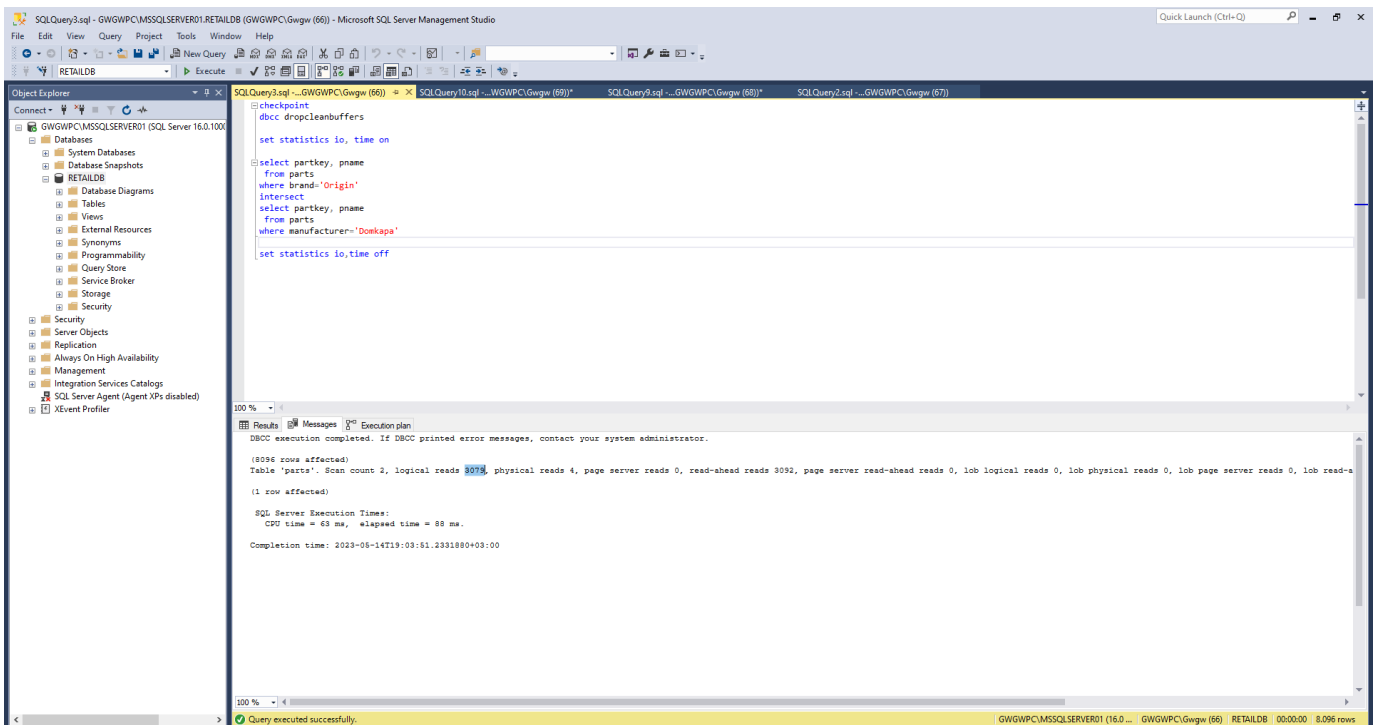 SQLQuery3.sql - GWGWPC\MSSQLSERVER01.RETAILDB (GWGWPC\Gwgw (66)) - Microsoft SQL Server Management Studio
Quick Launch (Ctrl+Q)
File Edit View Query Project Tools Window Help
New Query
RETAILDB
Execute
Object Explorer
Connect
GWGWPC\MSSQLSERVER01 (SQL Server 16.0.100
Databases
System Databases
Database Snapshots
RETAILDB
Database Diagrams
Tables
Views
External Resources
Synonyms
Programmability
Query Store
Service Broker
Storage
Security
Security
Server Objects
Replication
Always On High Availability
Management
Integration Services Catalogs
SQL Server Agent (Agent XPs disabled)
XEvent Profiler
SQLQuery3.sql -...GWGWPC\Gwgw (66)) SQLQuery10.sql -...WGWPC\Gwgw (69))* SQLQuery9.sql -...GWGWPC\Gwgw (68))* SQLQuery2.sql -...GWGWPC\Gwgw (67))
checkpoint
dbcc dropcleanbuffers
set statistics io, time on
select partkey, pname
from parts
where brand='Origin'
intersect
select partkey, pname
from parts
where manufacturer='Domkapa'
set statistics io,time off
100 %
Results Messages Execution plan
DBCC execution completed. If DBCC printed error messages, contact your system administrator.
(8096 rows affected)
Table 'parts'. Scan count 2, logical reads 3079, physical reads 4, page server reads 0, read-ahead reads 3092, page server read-ahead reads 0, lob logical reads 0, lob physical reads 0, lob page server reads 0, lob read-a
(1 row affected)
SQL Server Execution Times:
CPU time = 63 ms, elapsed time = 88 ms.
Completion time: 2023-05-14T19:03:51.2331880+03:00
100 %
Query executed successfully.
GWGWPC\MSSQLSERVER01 (16.0 ... GWGWPC\Gwgw (66) RETAILDB 00:00:00 8.096 rows